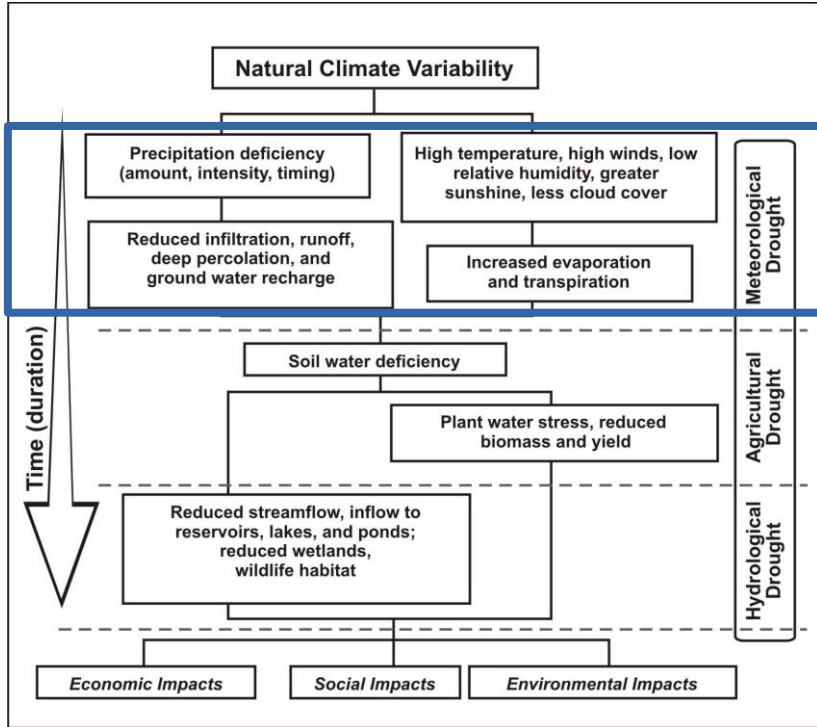 Natural Climate Variability
Precipitation deficiency
(amount, intensity, timing)
High temperature, high winds, low
relative humidity, greater
sunshine, less cloud cover
Reduced infiltration, runoff,
deep percolation, and
ground water recharge
Increased evaporation
and transpiration
Meteorological
Drought
Time (duration)
Soil water deficiency
Plant water stress, reduced
biomass and yield
Agricultural
Drought
Reduced streamflow, inflow to
reservoirs, lakes, and ponds;
reduced wetlands,
wildlife habitat
Hydrological
Drought
Economic Impacts
Social Impacts
Environmental Impacts